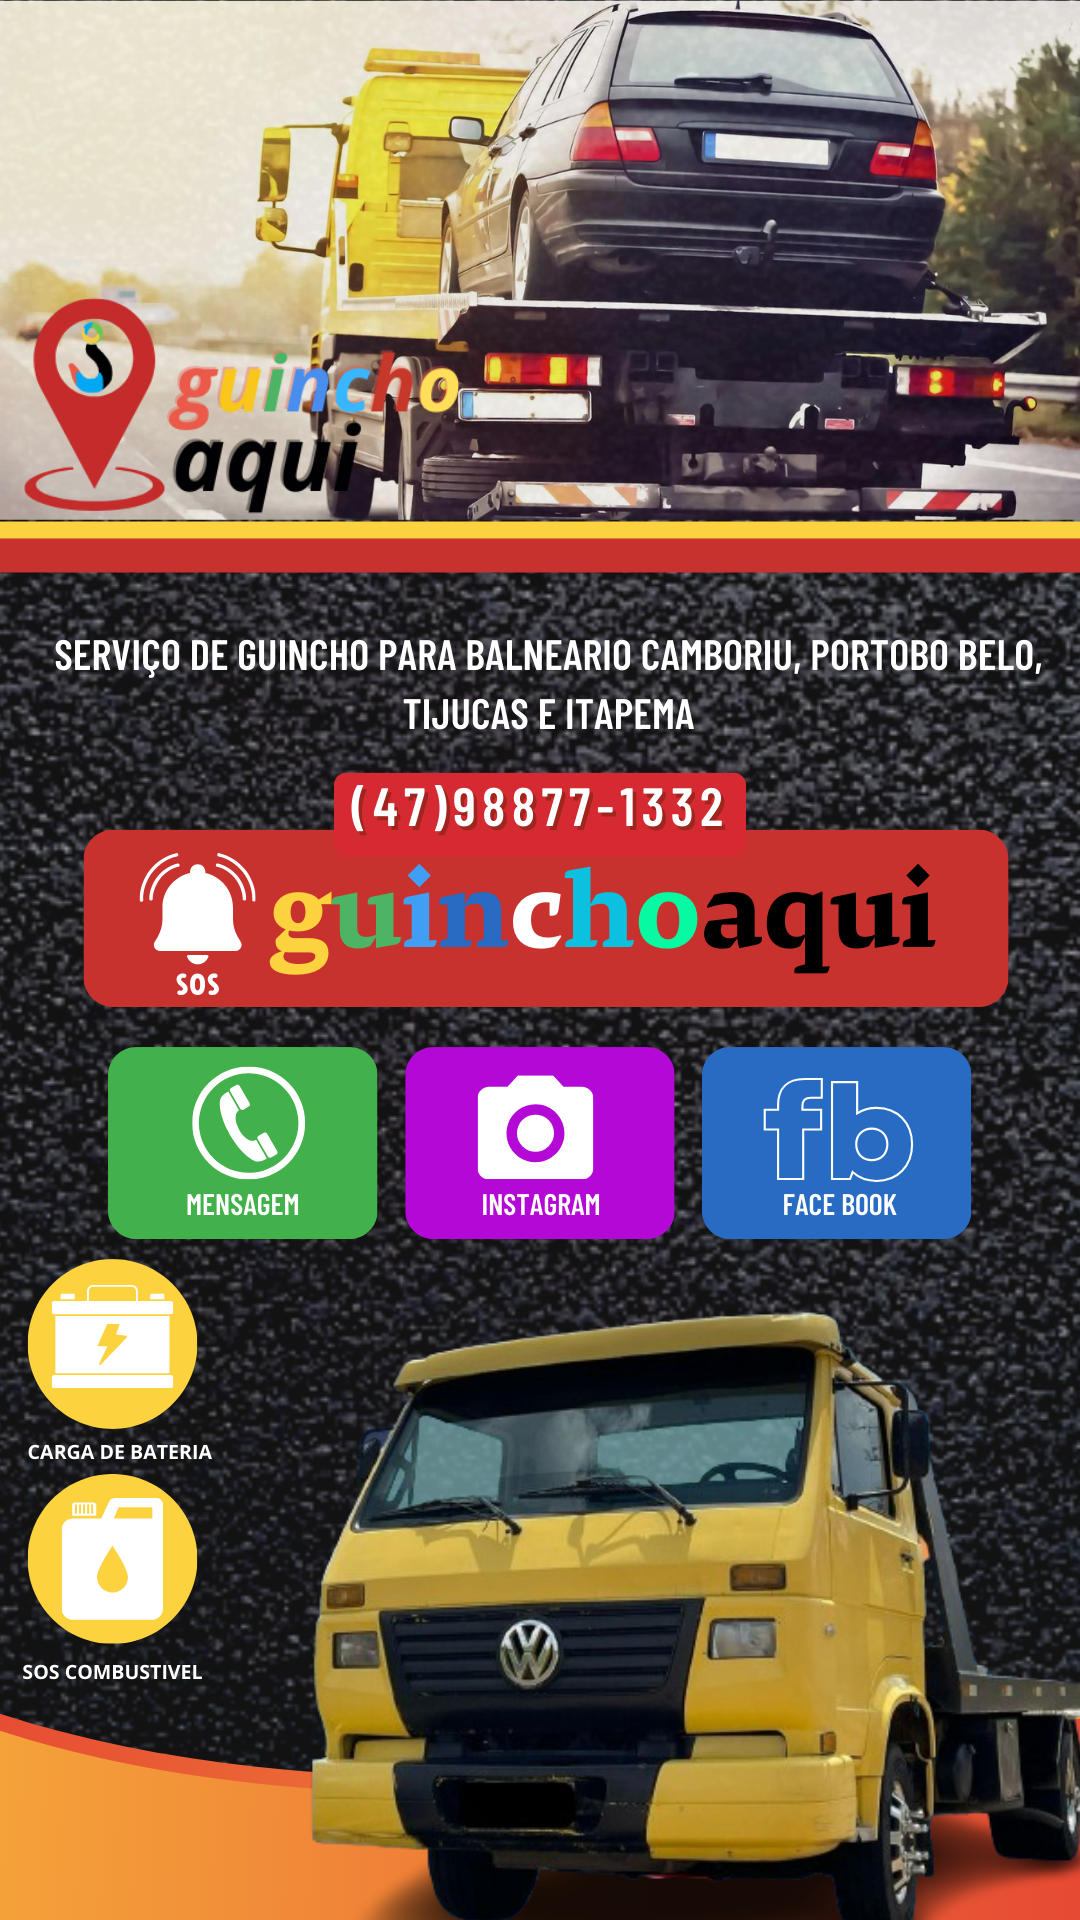 guincho
aqui
SERVIÇO DE GUINCHO PARA BALNEARIO CAMBORIU, PORTOBO BELO,
TIJUCAS E ITAPEMA
(47)98877-1332
guinchoaqui
SOS
MENSAGEM
INSTAGRAM
fb
FACE BOOK
CARGA DE BATERIA
SOS COMBUSTIVEL